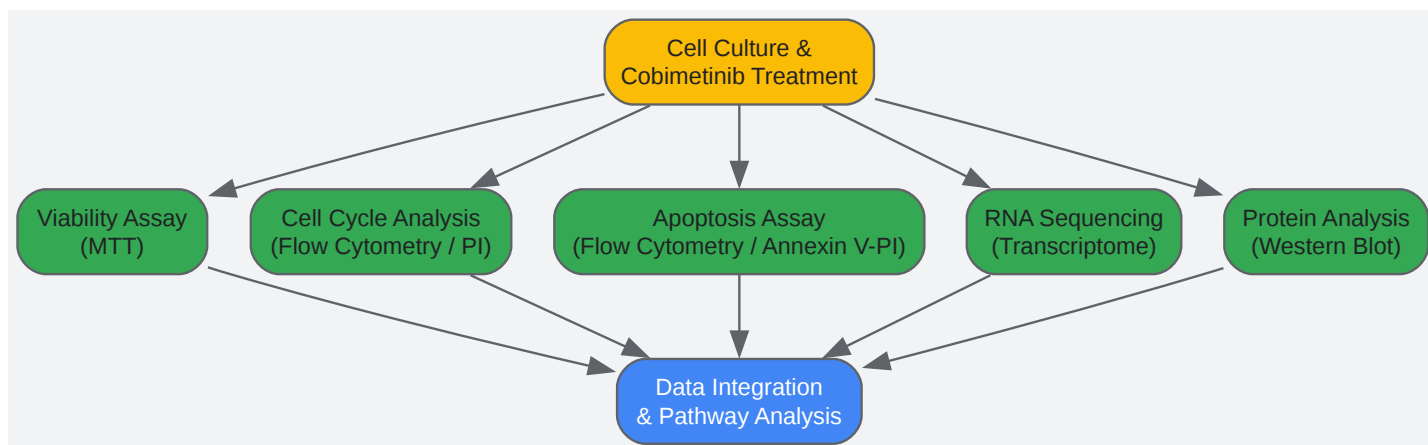 Cell Culture &
Cobimetinib Treatment
Viability Assay
(MTT)
Cell Cycle Analysis
(Flow Cytometry / PI)
Apoptosis Assay
(Flow Cytometry / Annexin V-PI)
RNA Sequencing
(Transcriptome)
Protein Analysis
(Western Blot)
Data Integration
& Pathway Analysis